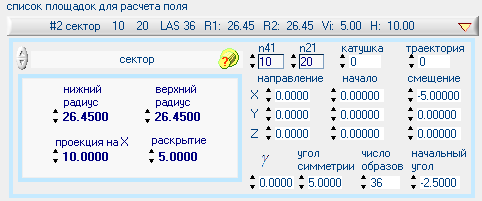 список площадок для расчета поля
#2 сектор 10 20 LAS 36 R1: 26.45 R2: 26.45 Vi: 5.00 H: 10.00
сектор
n41 n21 катушка траектория
10 20 0 0
направление начало смещение
X 0.0000 0.00000 -5.00000
Y 0.0000 0.00000 0.00000
Z 0.0000 0.00000 0.00000
нижний радиус верхний радиус
26.4500 26.4500
проекция на X раскрытие
10.0000 5.0000
γ угол симметрии число образов начальный угол
0.0000 5.0000 36 -2.5000